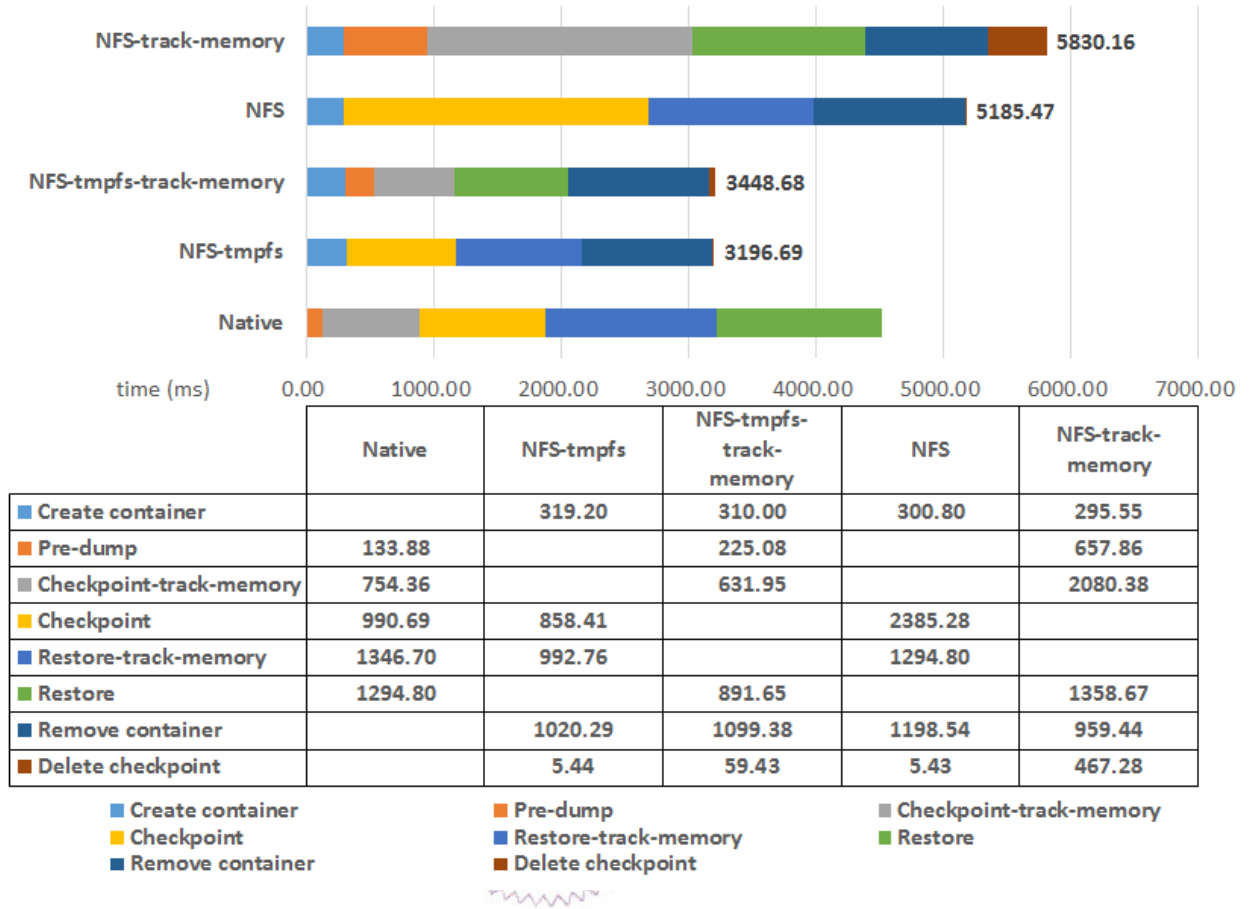 NFS-track-memory 5830.16
NFS 5185.47
NFS-tmpfs-track-memory 3448.68
NFS-tmpfs 3196.69
Native
time (ms) 0.00 1000.00 2000.00 3000.00 4000.00 5000.00 6000.00 7000.00
Native NFS-tmpfs NFS-tmpfs-track-memory NFS NFS-track-memory
Create container 319.20 310.00 300.80 295.55
Pre-dump 133.88 225.08 657.86
Checkpoint-track-memory 754.36 631.95 2080.38
Checkpoint 990.69 858.41 2385.28
Restore-track-memory 1346.70 992.76 1294.80
Restore 1294.80 891.65 1358.67
Remove container 1020.29 1099.38 1198.54 959.44
Delete checkpoint 5.44 59.43 5.43 467.28
Create container Pre-dump Checkpoint-track-memory
Checkpoint Restore-track-memory Restore
Remove container Delete checkpoint